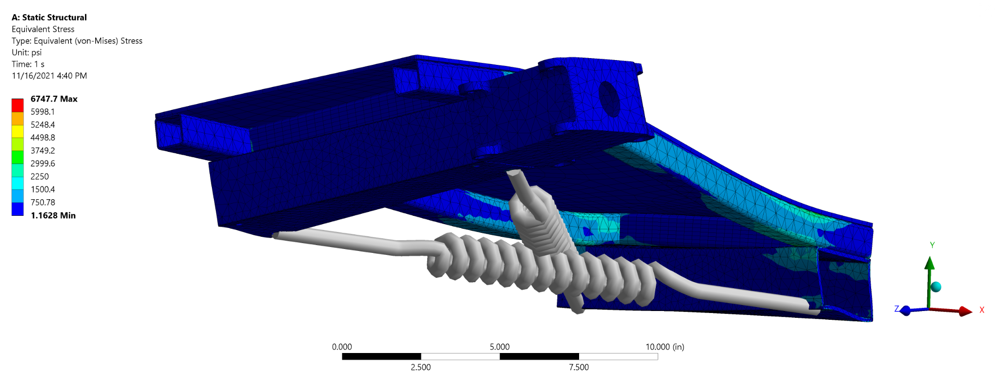 A: Static Structural
Equivalent Stress
Type: Equivalent (von-Mises) Stress
Unit: psi
Time: 1 s
11/16/2021 4:40 PM
6747.7 Max
5998.1
5248.4
4498.8
3749.2
2999.6
2250
1500.4
750.78
1.1628 Min
Y
Z
X
0.000 5.000 10.000 (in)
2.500 7.500